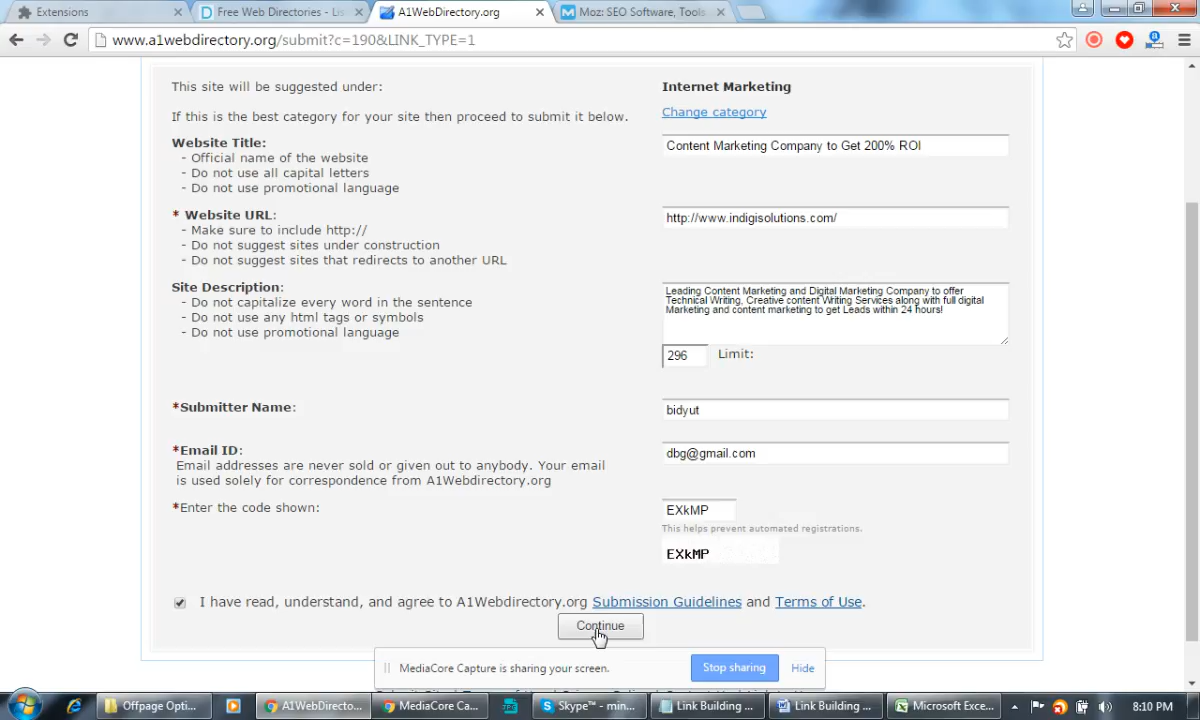 Extensions
Free Web Directories - Lis
A1WebDirectory.org
Moz: SEO Software, Tools
www.a1webdirectory.org/submit?c=190&LINK_TYPE=1
This site will be suggested under:
Internet Marketing
Change category
If this is the best category for your site then proceed to submit it below.
Website Title:
- Official name of the website
- Do not use all capital letters
- Do not use promotional language
Content Marketing Company to Get 200% ROI
* Website URL:
- Make sure to include http://
- Do not suggest sites under construction
- Do not suggest sites that redirects to another URL
http://www.indigisolutions.com/
Site Description:
- Do not capitalize every word in the sentence
- Do not use any html tags or symbols
- Do not use promotional language
Leading Content Marketing and Digital Marketing Company to offer
Technical Writing, Creative content Writing Services along with full digital
Marketing and content marketing to get Leads within 24 hours!
296 Limit:
*Submitter Name:
bidyut
*Email ID:
Email addresses are never sold or given out to anybody. Your email
is used solely for correspondence from A1Webdirectory.org
dbg@gmail.com
*Enter the code shown:
EXkMP
This helps prevent automated registrations.
EXkMP
I have read, understand, and agree to A1Webdirectory.org Submission Guidelines and Terms of Use.
Continue
MediaCore Capture is sharing your screen.
Stop sharing
Hide
Offpage Opti...
A1WebDirecto...
MediaCore Ca...
Skype™ - min...
Link Building ...
Link Building ...
Microsoft Exce...
8:10 PM